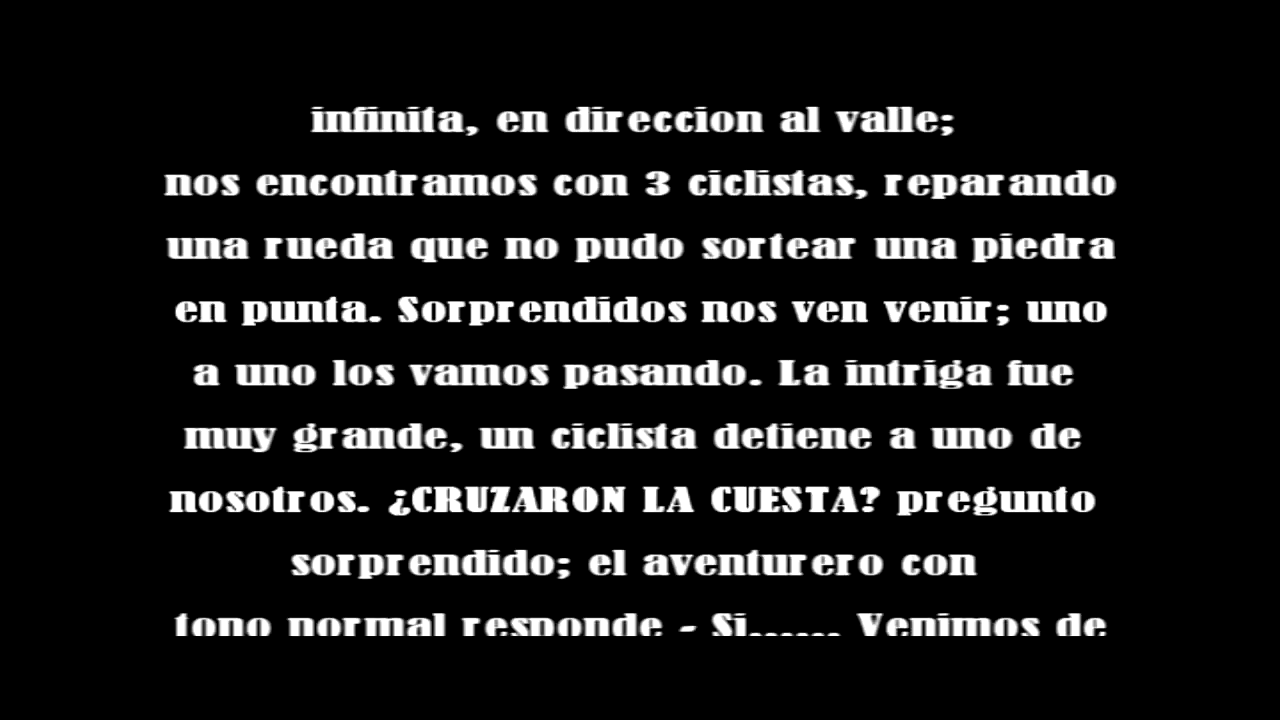 infinita, en direccion al valle;
nos encontramos con 3 ciclistas, reparando
una rueda que no pudo sortear una piedra
en punta. Sorprendidos nos ven venir; uno
a uno los vamos pasando. La intriga fue
muy grande, un ciclista detiene a uno de
nosotros. ¿CRUZARON LA CUESTA? pregunto
sorprendido; el aventurero con
tono normal responde - Si...... Venimos de